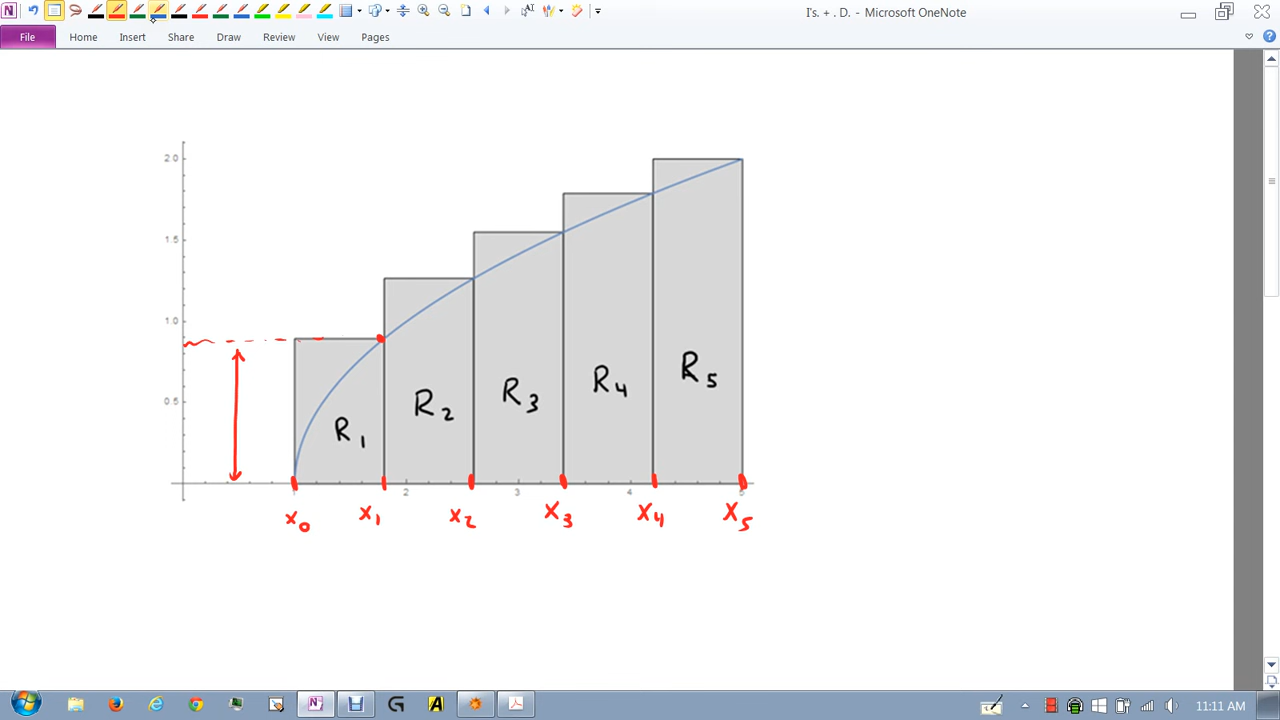 I's. + . D. - Microsoft OneNote
File Home Insert Share Draw Review View Pages
2.0
1.5
1.0
0.5
R1 R2 R3 R4 R5
1 2 3 4 5
x0 x1 x2 x3 x4 x5
11:11 AM